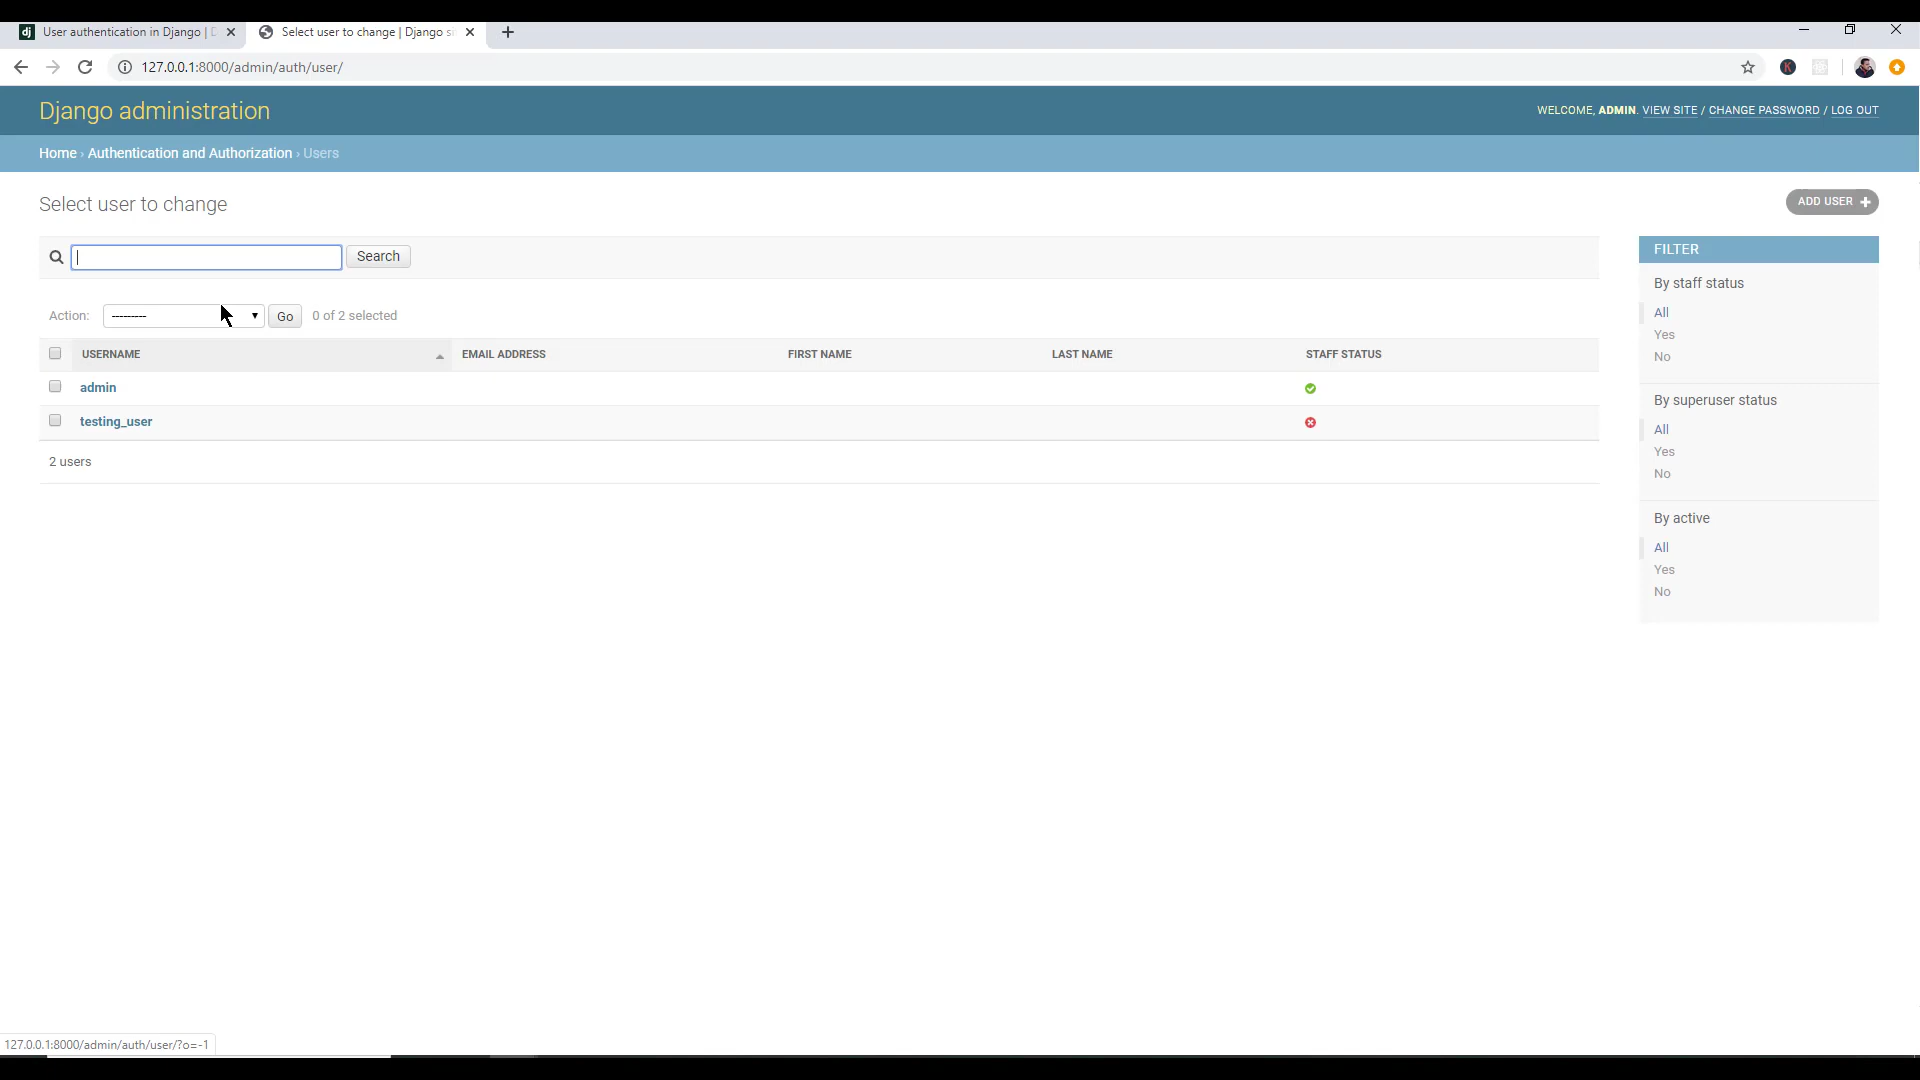 dj User authentication in Django |
Select user to change | Django si
127.0.0.1:8000/admin/auth/user/
K
Django administration
WELCOME, ADMIN. VIEW SITE / CHANGE PASSWORD / LOG OUT
Home › Authentication and Authorization › Users
Select user to change
ADD USER +
Search
FILTER
By staff status
All
Yes
No
By superuser status
All
Yes
No
By active
All
Yes
No
Action: --------- Go 0 of 2 selected
USERNAME EMAIL ADDRESS FIRST NAME LAST NAME STAFF STATUS
admin
testing_user
2 users
127.0.0.1:8000/admin/auth/user/?o=-1